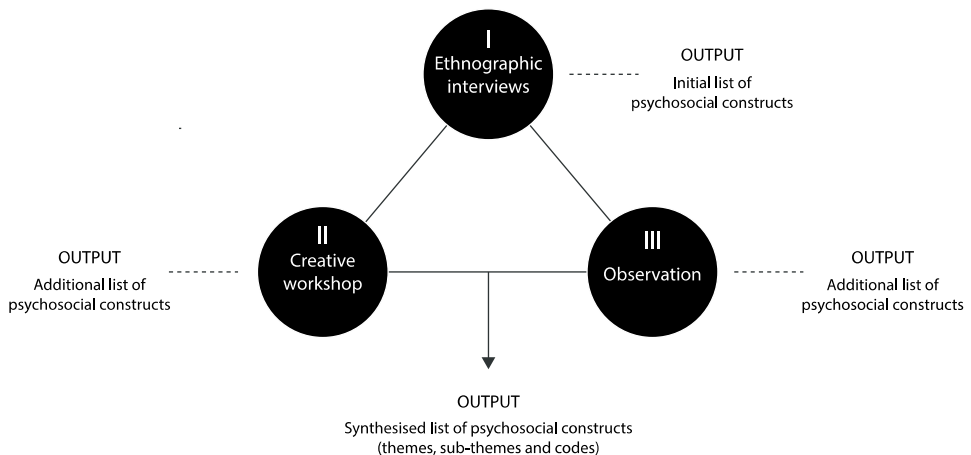 I
Ethnographic
interviews
OUTPUT
Initial list of
psychosocial constructs
II
Creative
workshop
OUTPUT
Additional list of
psychosocial constructs
III
Observation
OUTPUT
Additional list of
psychosocial constructs
OUTPUT
Synthesised list of psychosocial constructs
(themes, sub-themes and codes)